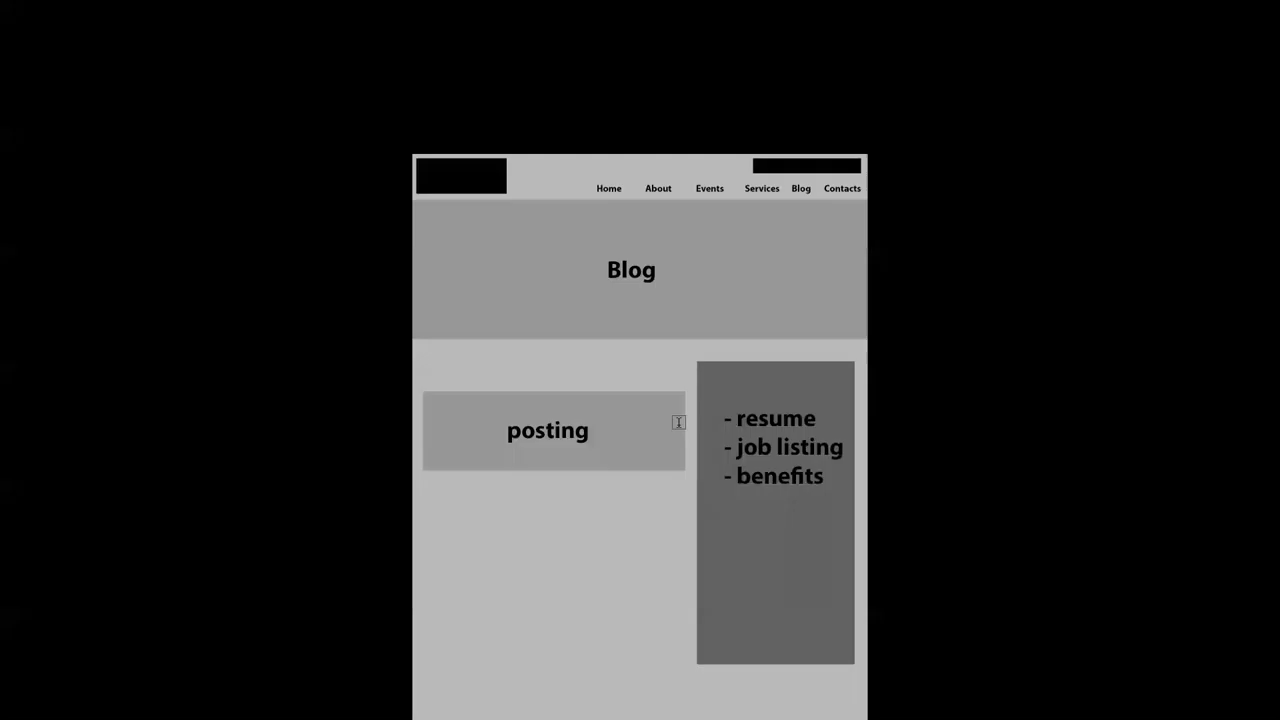 Home About Events Services Blog Contacts
Blog
posting
- resume
- job listing
- benefits